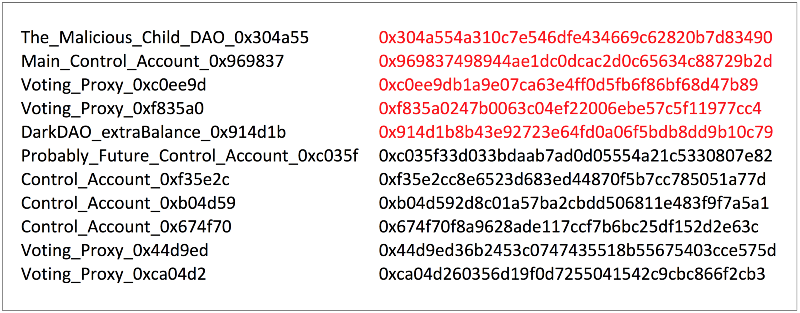 The_Malicious_Child_DAO_0x304a55 0x304a554a310c7e546dfe434669c62820b7d83490
Main_Control_Account_0x969837 0x969837498944ae1dc0dcac2d0c65634c88729b2d
Voting_Proxy_0xc0ee9d 0xc0ee9db1a9e07ca63e4ff0d5fb6f86bf68d47b89
Voting_Proxy_0xf835a0 0xf835a0247b0063c04ef22006ebe57c5f11977cc4
DarkDAO_extraBalance_0x914d1b 0x914d1b8b43e92723e64fd0a06f5bdb8dd9b10c79
Probably_Future_Control_Account_0xc035f 0xc035f33d033bdaab7ad0d05554a21c5330807e82
Control_Account_0xf35e2c 0xf35e2cc8e6523d683ed44870f5b7cc785051a77d
Control_Account_0xb04d59 0xb04d592d8c01a57ba2cbdd506811e483f9f7a5a1
Control_Account_0x674f70 0x674f70f8a9628ade117ccf7b6bc25df152d2e63c
Voting_Proxy_0x44d9ed 0x44d9ed36b2453c0747435518b55675403cce575d
Voting_Proxy_0xca04d2 0xca04d260356d19f0d7255041542c9cbc866f2cb3